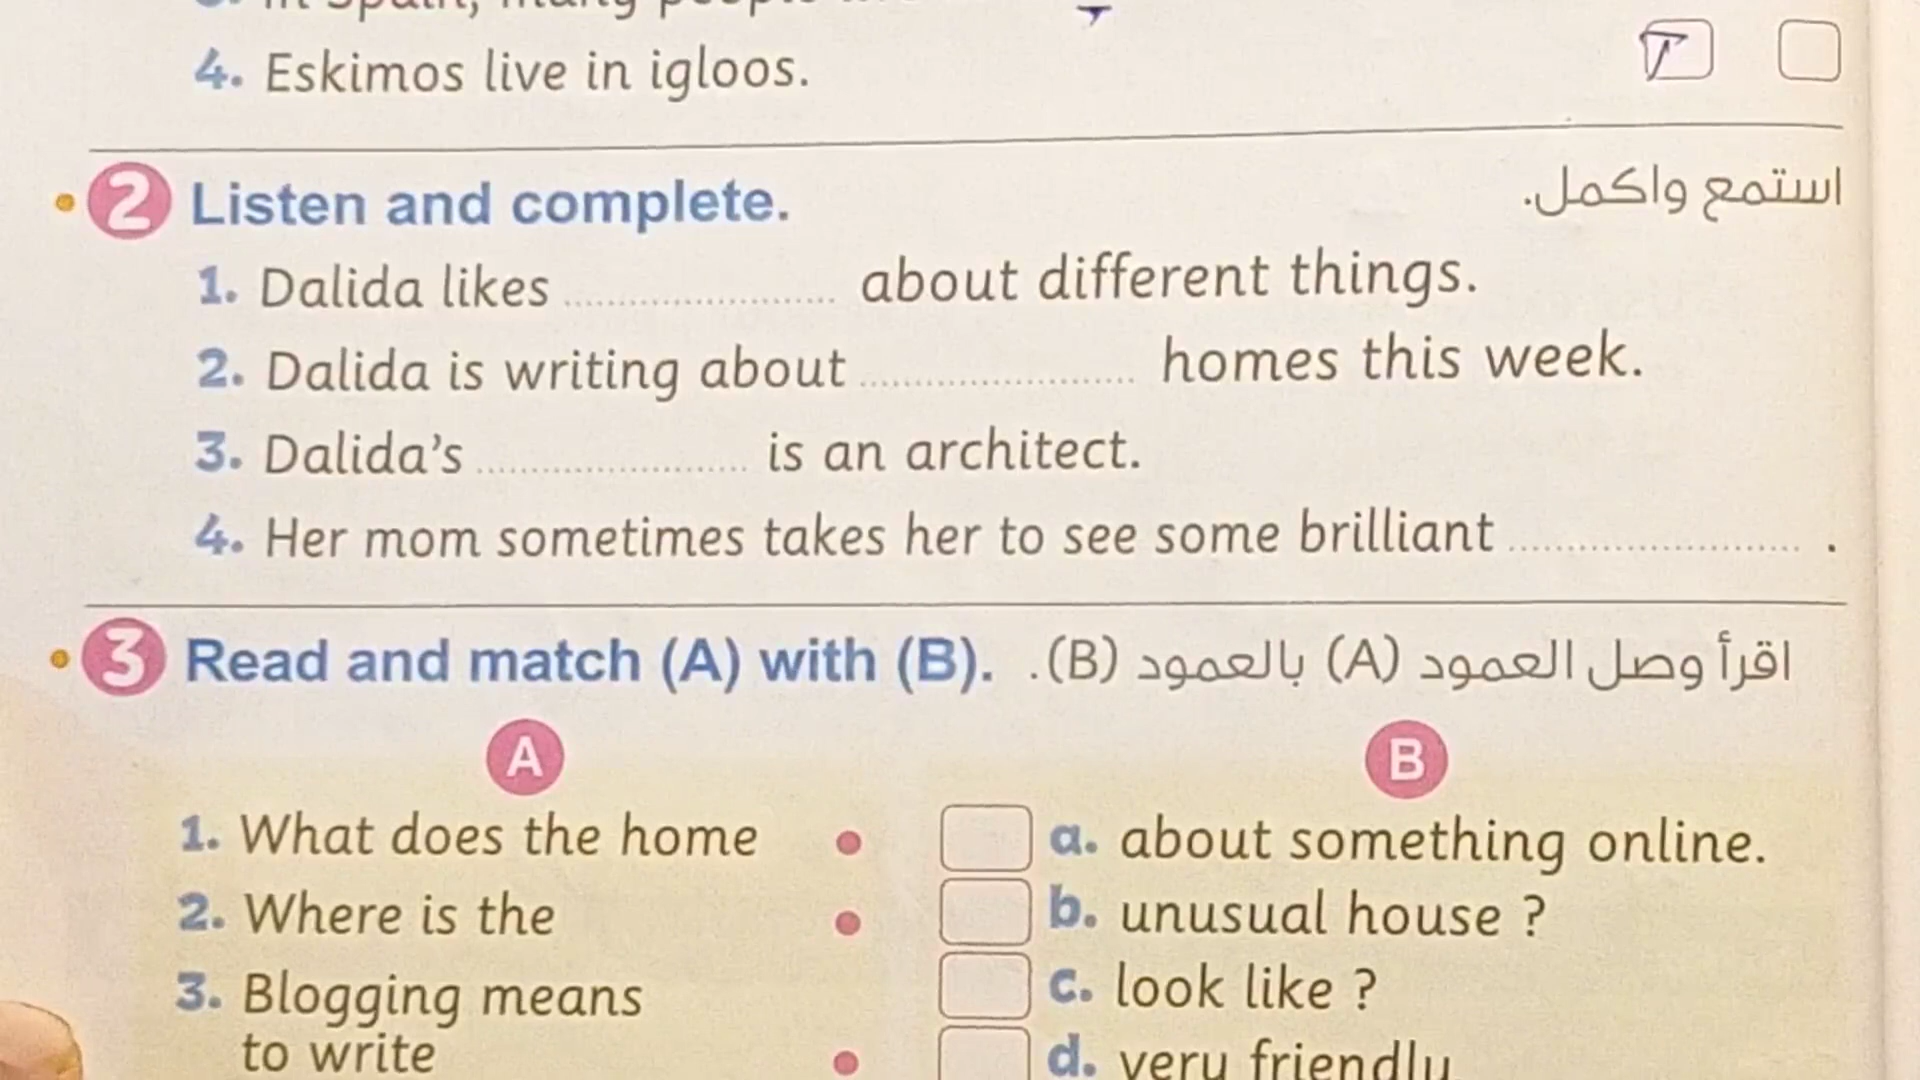 4. Eskimos live in igloos. T
2 Listen and complete. استمع واكمل.
1. Dalida likes ........................ about different things.
2. Dalida is writing about ........................ homes this week.
3. Dalida's ........................ is an architect.
4. Her mom sometimes takes her to see some brilliant ........................ .
3 Read and match (A) with (B). اقرأ وصل العمود (A) بالعمود (B).
A
B
1. What does the home
a. about something online.
2. Where is the
b. unusual house ?
3. Blogging means
c. look like ?
to write
d. very friendly